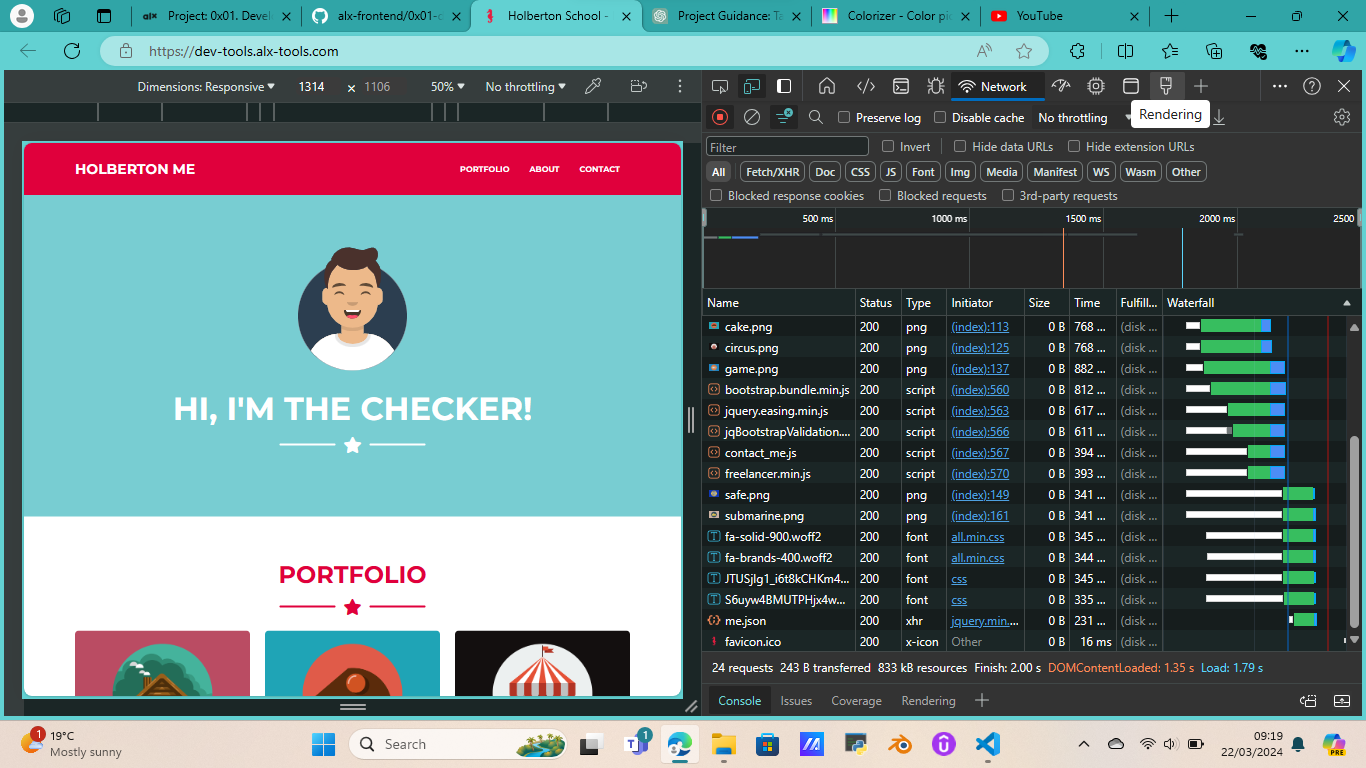 Project: 0x01. Devel
alx-frontend/0x01-c
Holberton School -
Project Guidance: Ta
Colorizer - Color pic
YouTube
https://dev-tools.alx-tools.com
Dimensions: Responsive 1314 × 1106 50% No throttling
Network
Preserve log Disable cache No throttling
Rendering
Filter Invert Hide data URLs Hide extension URLs
All Fetch/XHR Doc CSS JS Font Img Media Manifest WS Wasm Other
Blocked response cookies Blocked requests 3rd-party requests
500 ms 1000 ms 1500 ms 2000 ms 2500
Name Status Type Initiator Size Time Fulfill... Waterfall
cake.png 200 png (index):113 0 B 768 ... (disk ...
circus.png 200 png (index):125 0 B 768 ... (disk ...
game.png 200 png (index):137 0 B 882 ... (disk ...
bootstrap.bundle.min.js 200 script (index):560 0 B 812 ... (disk ...
jquery.easing.min.js 200 script (index):563 0 B 617 ... (disk ...
jqBootstrapValidation.... 200 script (index):566 0 B 611 ... (disk ...
contact_me.js 200 script (index):567 0 B 394 ... (disk ...
freelancer.min.js 200 script (index):570 0 B 393 ... (disk ...
safe.png 200 png (index):149 0 B 341 ... (disk ...
submarine.png 200 png (index):161 0 B 341 ... (disk ...
fa-solid-900.woff2 200 font all.min.css 0 B 345 ... (disk ...
fa-brands-400.woff2 200 font all.min.css 0 B 344 ... (disk ...
JTUSjIg1_i6t8kCHKm4... 200 font css 0 B 345 ... (disk ...
S6uyw4BMUTPHjx4w... 200 font css 0 B 335 ... (disk ...
me.json 200 xhr jquery.min.... 0 B 231 ... (disk ...
favicon.ico 200 x-icon Other 0 B 16 ms (disk ...
24 requests 243 B transferred 833 kB resources Finish: 2.00 s DOMContentLoaded: 1.35 s Load: 1.79 s
Console Issues Coverage Rendering
HOLBERTON ME
PORTFOLIO ABOUT CONTACT
HI, I'M THE CHECKER!
PORTFOLIO
1
19°C
Mostly sunny
Search
1
09:19
22/03/2024
PRE